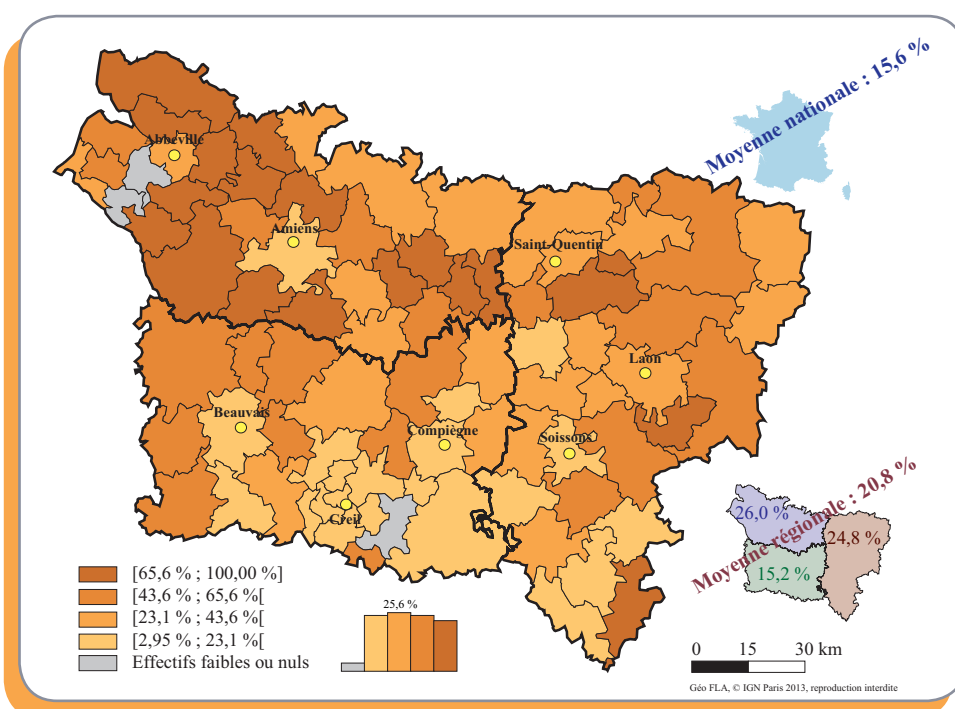 Moyenne nationale : 15,6 %
Abbeville
Amiens
Saint-Quentin
Laon
Beauvais
Compiègne
Soissons
Creil
Moyenne régionale : 20,8 %
26,0 %
24,8 %
15,2 %
[65,6 % ; 100,00 %]
[43,6 % ; 65,6 %[
[23,1 % ; 43,6 %[
[2,95 % ; 23,1 %[
Effectifs faibles ou nuls
25,6 %
0 15 30 km
Géo FLA, © IGN Paris 2013, reproduction interdite